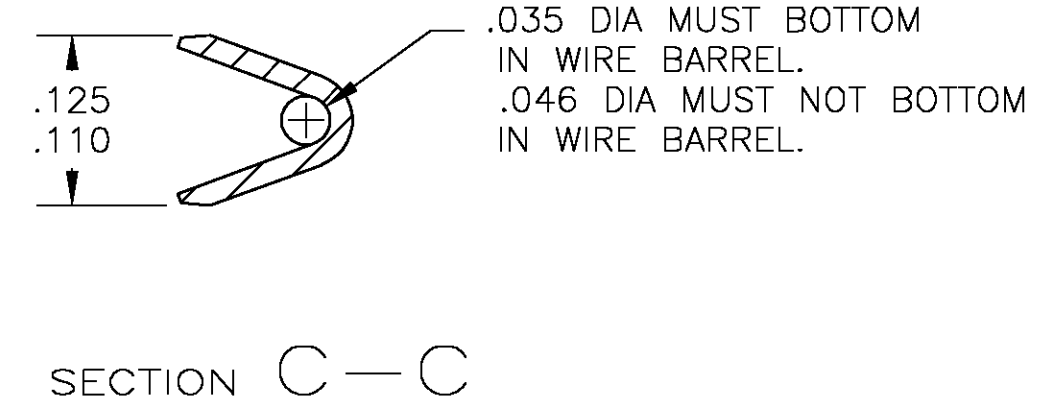 .035 DIA MUST BOTTOM
IN WIRE BARREL.
.046 DIA MUST NOT BOTTOM
IN WIRE BARREL.
.125
.110
SECTION C-C